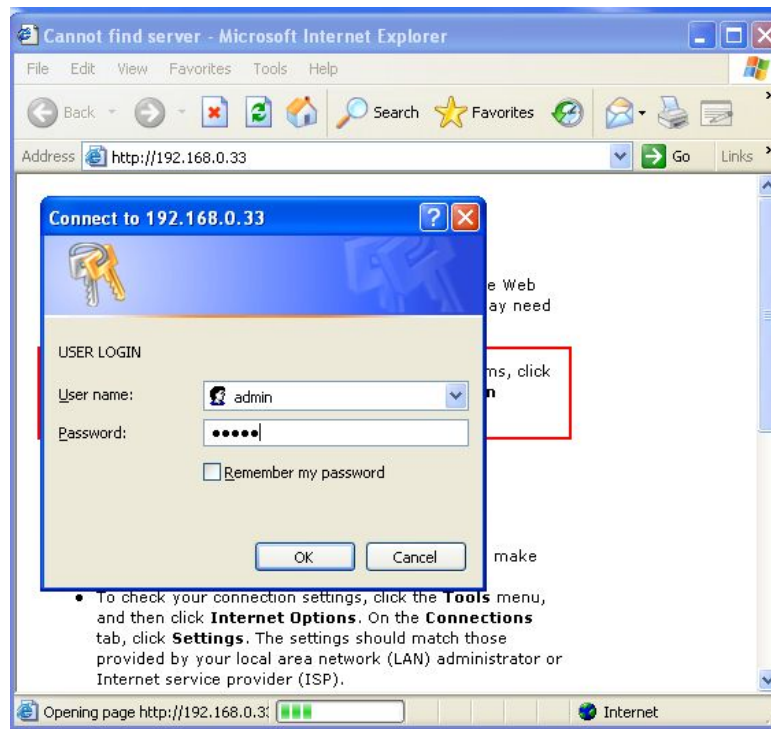 Cannot find server - Microsoft Internet Explorer
File Edit View Favorites Tools Help
Back Search Favorites
Address http://192.168.0.33 Go Links
Connect to 192.168.0.33
e Web
ay need
USER LOGIN
ms, click
User name: admin
n
Password: •••••
Remember my password
OK Cancel
make
• To check your connection settings, click the Tools menu,
and then click Internet Options. On the Connections
tab, click Settings. The settings should match those
provided by your local area network (LAN) administrator or
Internet service provider (ISP).
Opening page http://192.168.0.3 Internet